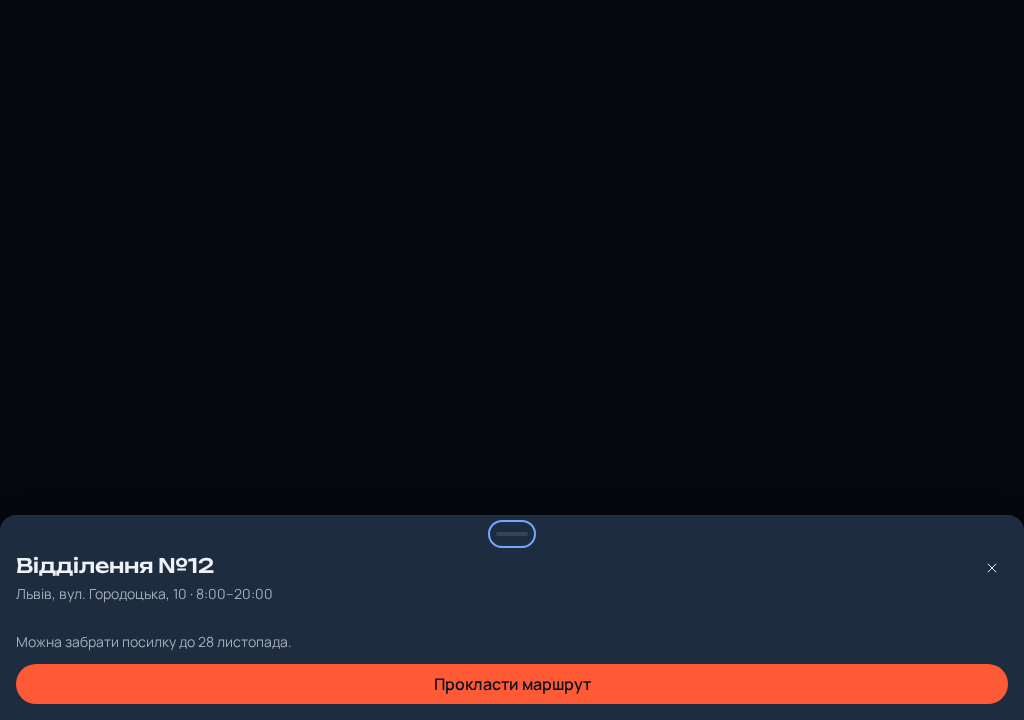 Відділення №12
Львів, вул. Городоцька, 10 · 8:00–20:00
Можна забрати посилку до 28 листопада.
Прокласти маршрут